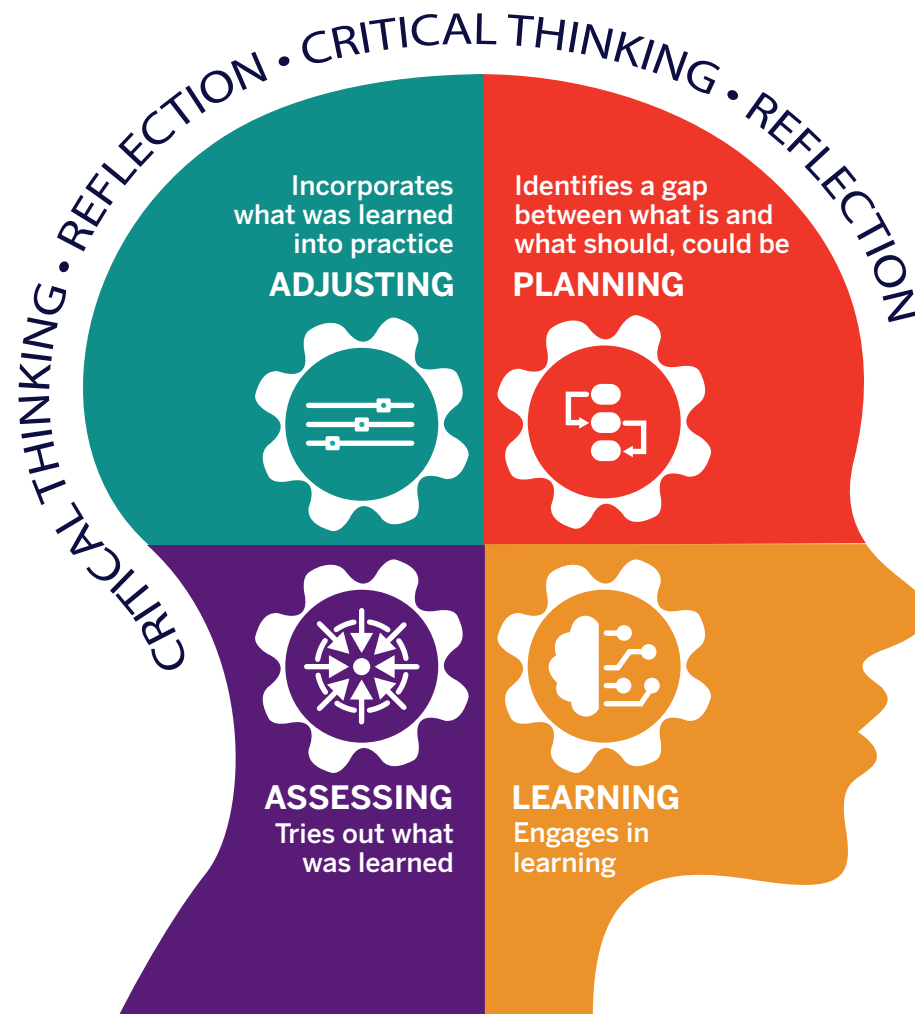 CRITICAL THINKING • REFLECTION • CRITICAL THINKING • REFLECTION
Incorporates
what was learned
into practice
ADJUSTING
Identifies a gap
between what is and
what should, could be
PLANNING
ASSESSING
Tries out what
was learned
LEARNING
Engages in
learning